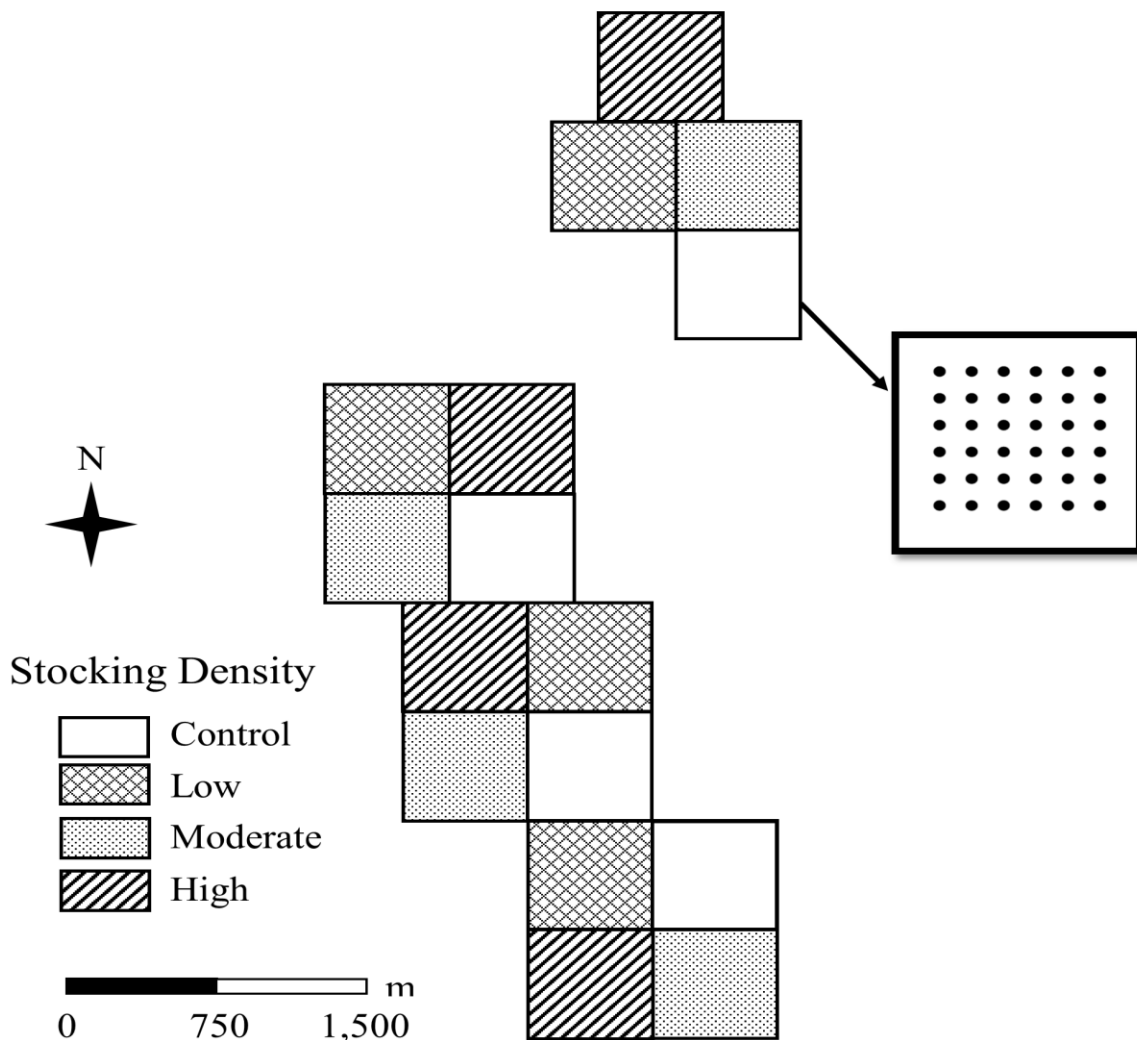 N
Stocking Density
Control
Low
Moderate
High
m
0 750 1,500